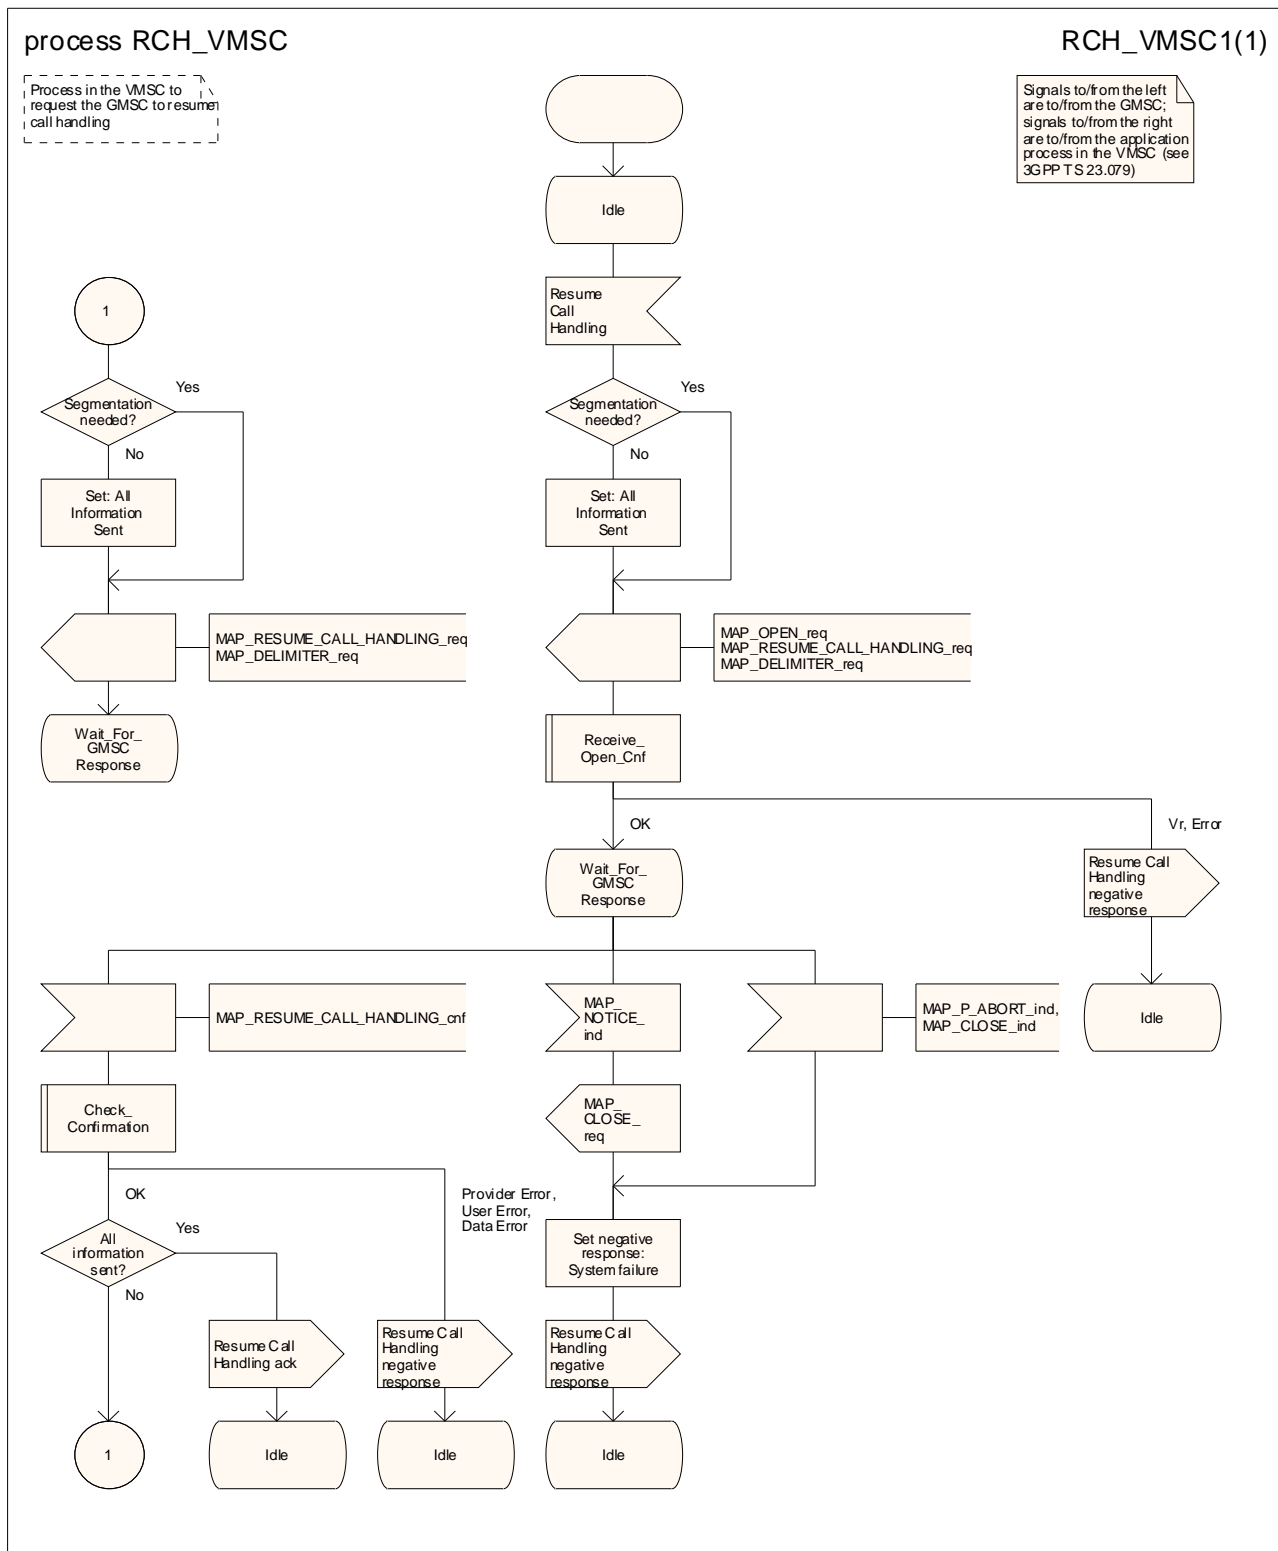 process RCH_VMSC
RCH_VMSC1(1)
Process in the VMSC to
request the GMSC to resume
call handling
Signals to/from the left
are to/from the GMSC;
signals to/from the right
are to/from the application
process in the VMSC (see
3GPP TS 23.079)
Idle
Resume
Call
Handling
1
Segmentation
needed?
Yes
No
Set: All
Information
Sent
MAP_RESUME_CALL_HANDLING_req
MAP_DELIMITER_req
Wait_For_
GMSC
Response
Segmentation
needed?
Yes
No
Set: All
Information
Sent
MAP_OPEN_req
MAP_RESUME_CALL_HANDLING_req
MAP_DELIMITER_req
Receive_
Open_Cnf
OK
Vr, Error
Wait_For_
GMSC
Response
Resume Call
Handling
negative
response
Idle
MAP_RESUME_CALL_HANDLING_cnf
MAP_
NOTICE_
ind
MAP_P_ABORT_ind,
MAP_CLOSE_ind
Check_
Confirmation
MAP_
CLOSE_
req
OK
Provider Error,
User Error,
Data Error
All
information
sent?
Yes
No
Set negative
response:
System failure
Resume Call
Handling ack
Resume Call
Handling
negative
response
Resume Call
Handling
negative
response
1
Idle
Idle
Idle